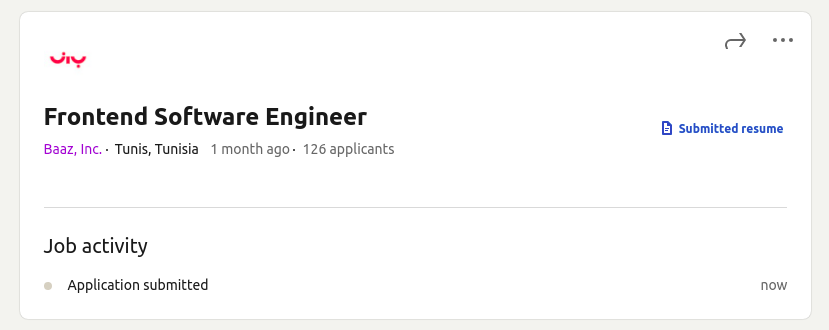 باز
Frontend Software Engineer
Baaz, Inc. · Tunis, Tunisia 1 month ago · 126 applicants
Submitted resume
Job activity
Application submitted
now